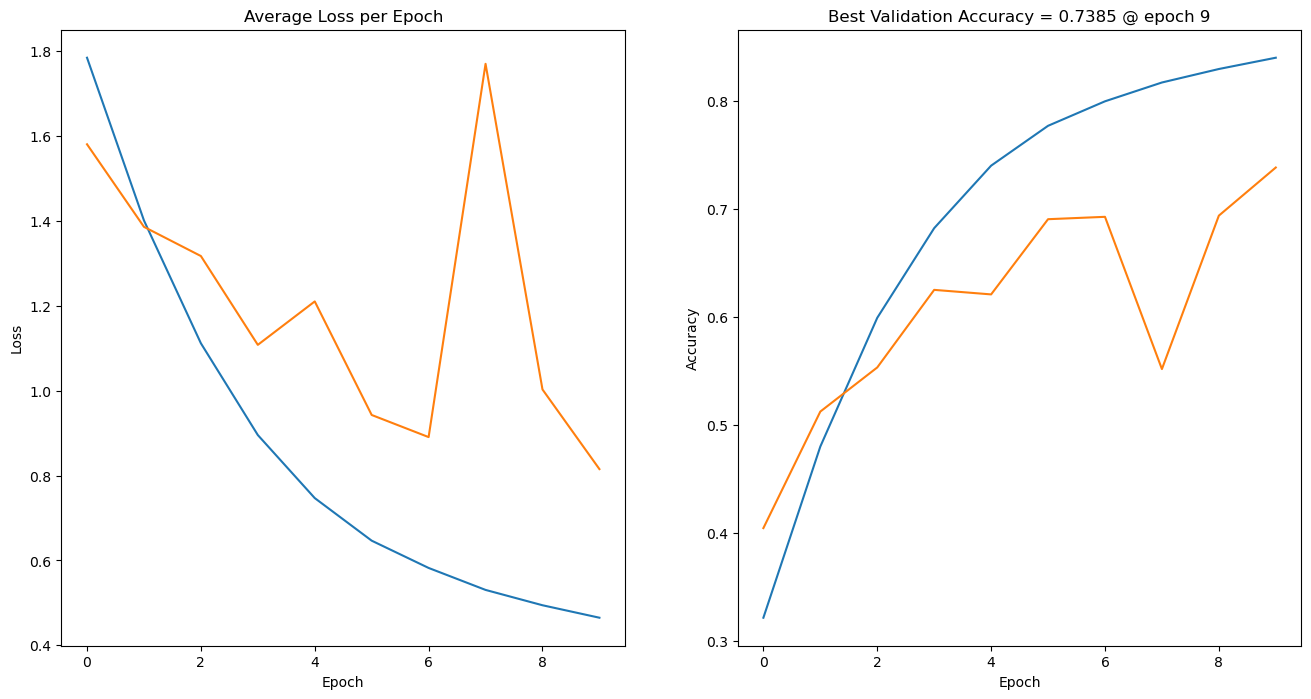 Average Loss per Epoch
1.8
1.6
1.4
1.2
1.0
0.8
0.6
0.4
Loss
0 2 4 6 8
Epoch
Best Validation Accuracy = 0.7385 @ epoch 9
0.8
0.7
0.6
0.5
0.4
0.3
Accuracy
0 2 4 6 8
Epoch